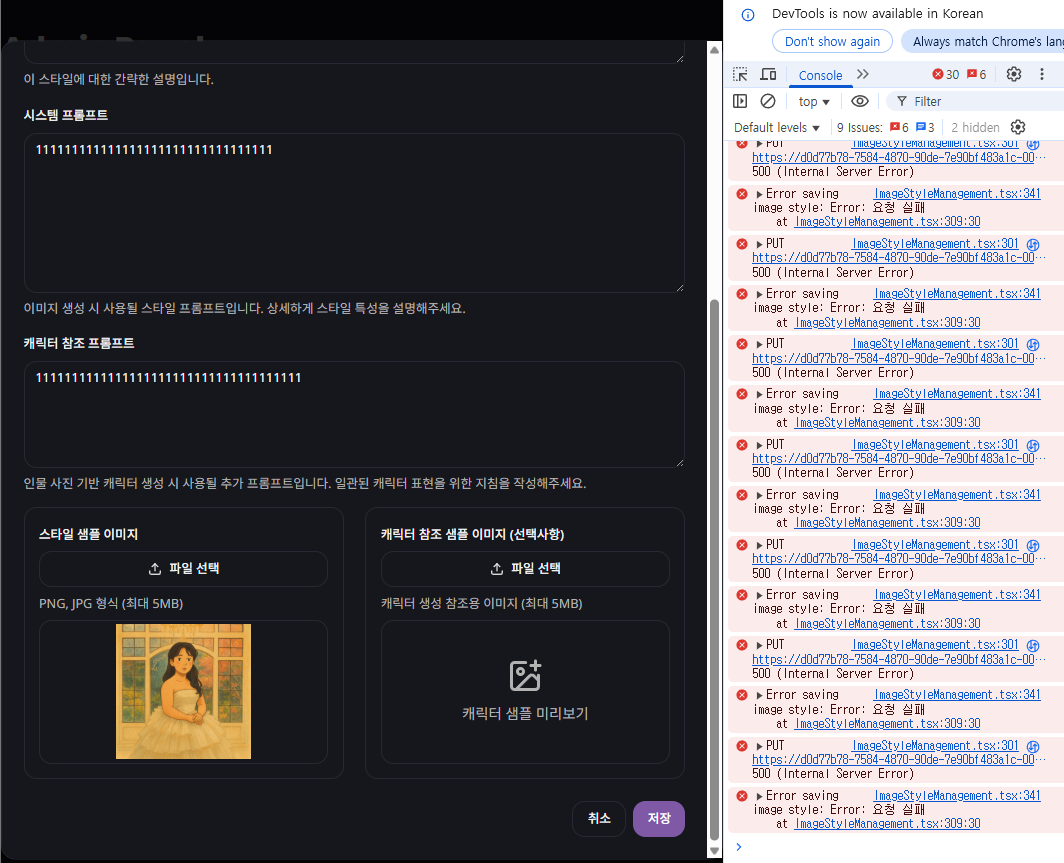 이 스타일에 대한 간략한 설명입니다.
시스템 프롬프트
111111111111111111111111111111111
이미지 생성 시 사용될 스타일 프롬프트입니다. 상세하게 스타일 특성을 설명해주세요.
캐릭터 참조 프롬프트
1111111111111111111111111111111111111
인물 사진 기반 캐릭터 생성 시 사용될 추가 프롬프트입니다. 일관된 캐릭터 표현을 위한 지침을 작성해주세요.
스타일 샘플 이미지
파일 선택
PNG, JPG 형식 (최대 5MB)
캐릭터 참조 샘플 이미지 (선택사항)
파일 선택
캐릭터 생성 참조용 이미지 (최대 5MB)
캐릭터 샘플 미리보기
취소
저장
DevTools is now available in Korean
Don't show again
Always match Chrome's lang
Console
30
6
top
Filter
Default levels
9 Issues: 6 3
2 hidden
PUT ImageStyleManagement.tsx:301
https://d0d77b78-7584-4870-90de-7e90bf483a1c-00…
500 (Internal Server Error)
Error saving ImageStyleManagement.tsx:341
image style: Error: 요청 실패
at ImageStyleManagement.tsx:309:30
PUT ImageStyleManagement.tsx:301
https://d0d77b78-7584-4870-90de-7e90bf483a1c-00…
500 (Internal Server Error)
Error saving ImageStyleManagement.tsx:341
image style: Error: 요청 실패
at ImageStyleManagement.tsx:309:30
PUT ImageStyleManagement.tsx:301
https://d0d77b78-7584-4870-90de-7e90bf483a1c-00…
500 (Internal Server Error)
Error saving ImageStyleManagement.tsx:341
image style: Error: 요청 실패
at ImageStyleManagement.tsx:309:30
PUT ImageStyleManagement.tsx:301
https://d0d77b78-7584-4870-90de-7e90bf483a1c-00…
500 (Internal Server Error)
Error saving ImageStyleManagement.tsx:341
image style: Error: 요청 실패
at ImageStyleManagement.tsx:309:30
PUT ImageStyleManagement.tsx:301
https://d0d77b78-7584-4870-90de-7e90bf483a1c-00…
500 (Internal Server Error)
Error saving ImageStyleManagement.tsx:341
image style: Error: 요청 실패
at ImageStyleManagement.tsx:309:30
PUT ImageStyleManagement.tsx:301
https://d0d77b78-7584-4870-90de-7e90bf483a1c-00…
500 (Internal Server Error)
Error saving ImageStyleManagement.tsx:341
image style: Error: 요청 실패
at ImageStyleManagement.tsx:309:30
PUT ImageStyleManagement.tsx:301
https://d0d77b78-7584-4870-90de-7e90bf483a1c-00…
500 (Internal Server Error)
Error saving ImageStyleManagement.tsx:341
image style: Error: 요청 실패
at ImageStyleManagement.tsx:309:30